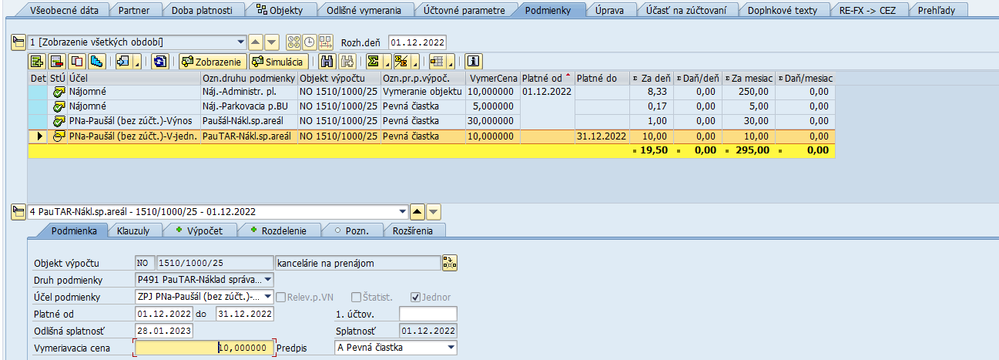 Všeobecné dáta Partner Doba platnosti Objekty Odlišné vymerania Účtovné parametre Podmienky Úprava Účasť na zúčtovaní Doplnkové texty RE-FX -> CEZ Prehľady
1 [Zobrazenie všetkých období] Rozh.deň 01.12.2022
Zobrazenie Simulácia
Det StÚ Účel Ozn.druhu podmienky Objekt výpočtu Ozn.pr.p.výpoč. VymerCena Platné od Platné do Σ Za deň Σ Daň/deň Σ Za mesiac Σ Daň/mesiac
Nájomné Náj.-Administr. pl. NO 1510/1000/25 Vymeranie objektu 10,000000 01.12.2022 8,33 0,00 250,00 0,00
Nájomné Náj.-Parkovacia p.BU NO 1510/1000/25 Pevná čiastka 5,000000 0,17 0,00 5,00 0,00
PNa-Paušál (bez zúčt.)-Výnos Paušál-Nákl.sp.areál NO 1510/1000/25 Pevná čiastka 30,000000 1,00 0,00 30,00 0,00
PNa-Paušál (bez zúčt.)-V-jedn. PauTAR-Nákl.sp.areál NO 1510/1000/25 Pevná čiastka 10,000000 31.12.2022 10,00 0,00 10,00 0,00
19,50 0,00 295,00 0,00
4 PauTAR-Nákl.sp.areál - 1510/1000/25 - 01.12.2022
Podmienka Klauzuly Výpočet Rozdelenie Pozn. Rozšírenia
Objekt výpočtu NO 1510/1000/25 kancelárie na prenájom
Druh podmienky P491 PauTAR-Náklad správa...
Účel podmienky ZPJ PNa-Paušál (bez zúčt.)-... Relev.p.VN Štatist. Jednor
Platné od 01.12.2022 do 31.12.2022 1. účtov.
Odlišná splatnosť 28.01.2023 Splatnosť 01.12.2022
Vymeriavacia cena 10,000000 Predpis A Pevná čiastka